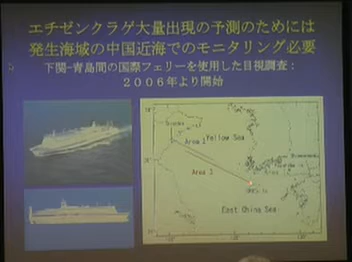 エチゼンクラゲ大量出現の予測のためには
発生海域の中国近海でのモニタリング必要
下関-青島間の国際フェリーを使用した目視調査：
２００６年より開始
Yellow Sea
Area
Area
East China Sea